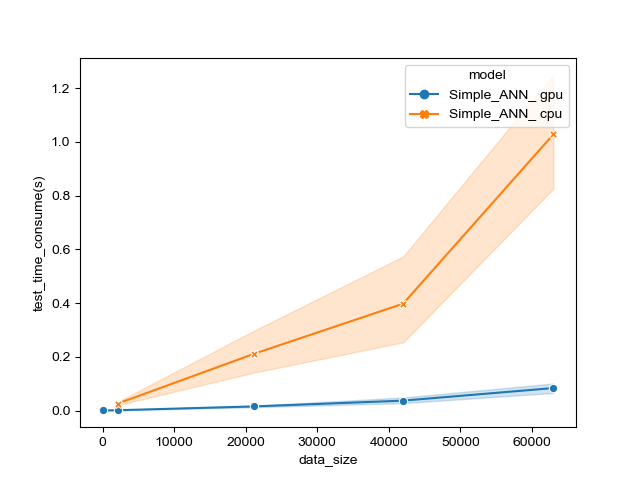 model
Simple_ANN_ gpu
Simple_ANN_ cpu
test_time_consume(s)
1.2
1.0
0.8
0.6
0.4
0.2
0.0
0
10000
20000
30000
40000
50000
60000
data_size